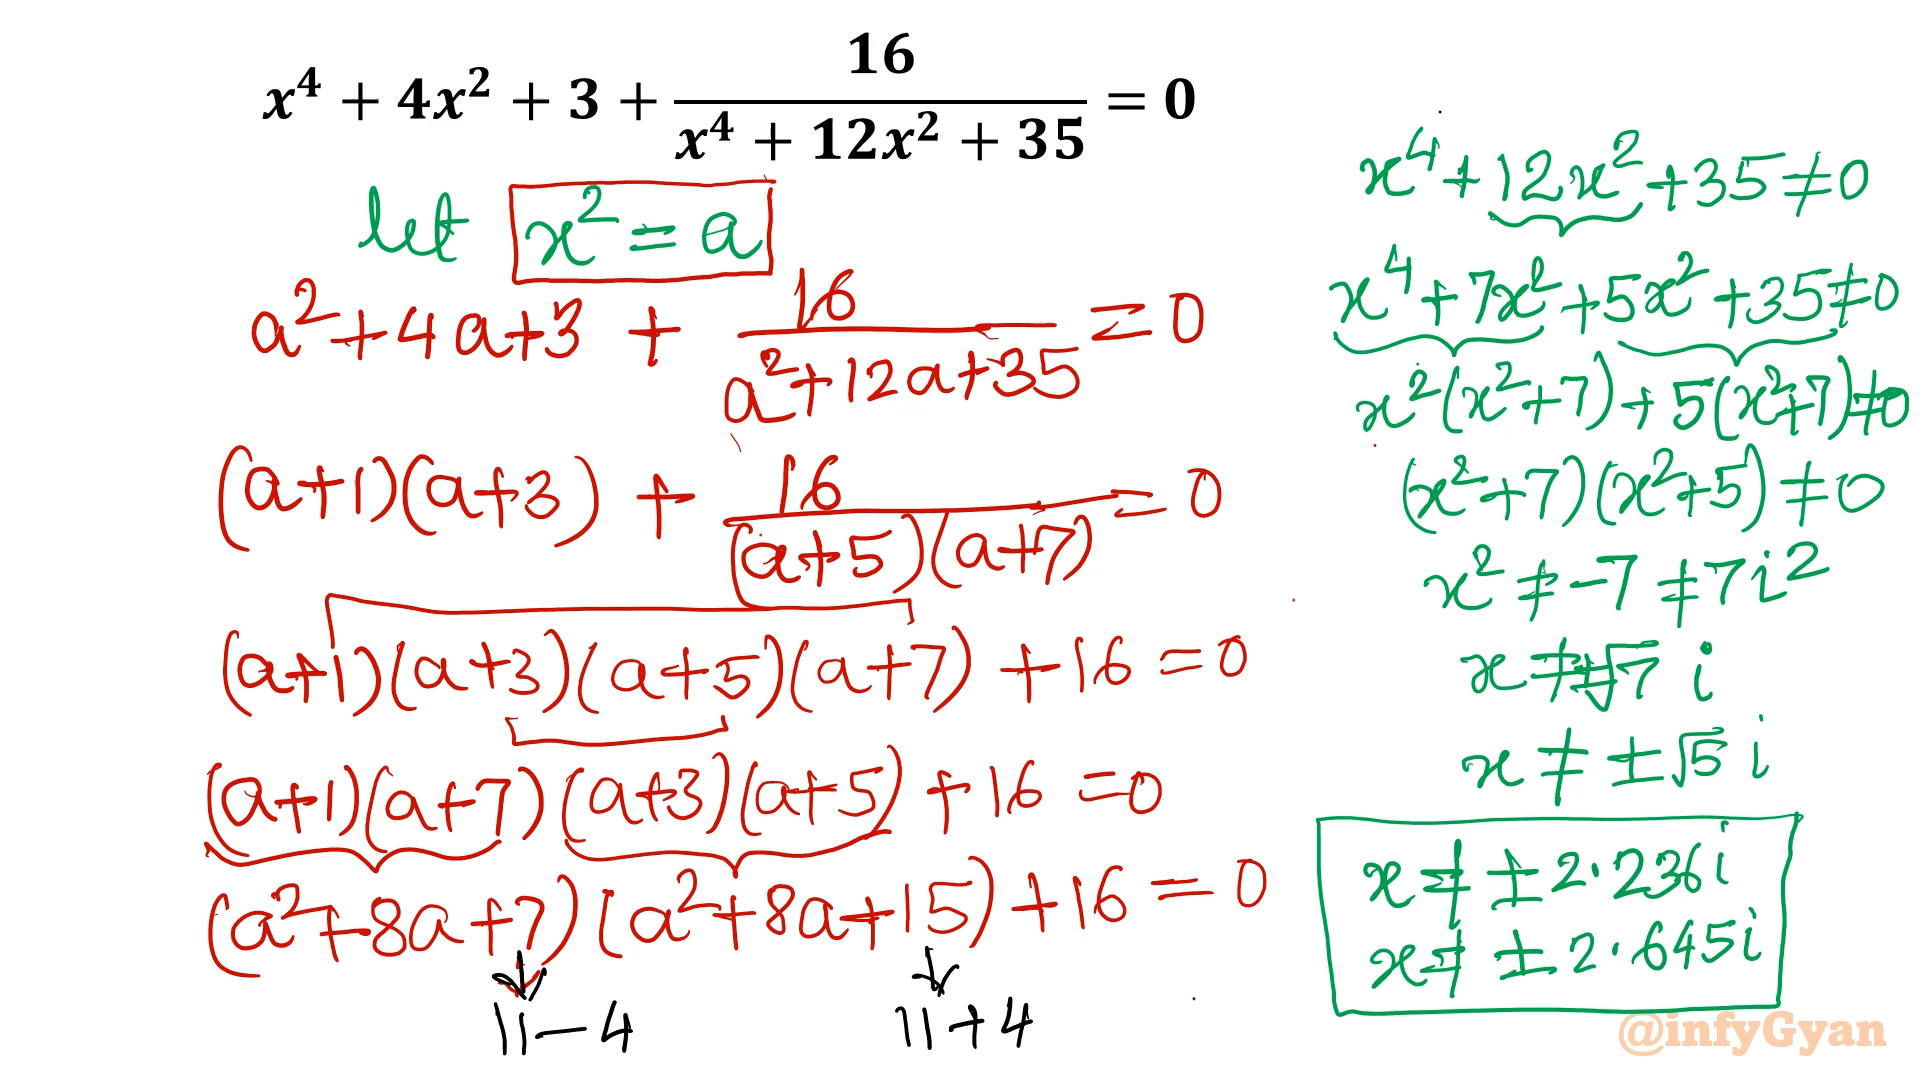 x⁴ + 4x² + 3 + 16/(x⁴ + 12x² + 35) = 0
let x² = a
a² + 4a + 3 + 16/(a² + 12a + 35) = 0
(a+1)(a+3) + 16/((a+5)(a+7)) = 0
(a+1)(a+3)(a+5)(a+7) + 16 = 0
(a+1)(a+7)(a+3)(a+5) + 16 = 0
(a²+8a+7)(a²+8a+15) + 16 = 0
11-4 11+4
x⁴ + 12x² + 35 ≠ 0
x⁴ + 7x² + 5x² + 35 ≠ 0
x²(x²+7) + 5(x²+7) ≠ 0
(x²+7)(x²+5) ≠ 0
x² ≠ -7 ≠ 7i²
x ≠ ±√7 i
x ≠ ±√5 i
x ≠ ± 2.236i
x ≠ ± 2.645i
@infyGyan